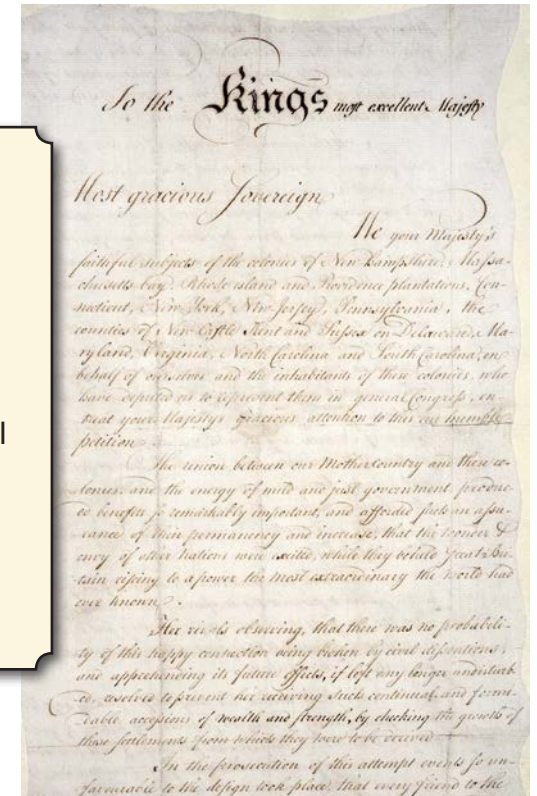 To the Kings most excellent Majesty
Most gracious Sovereign
We your Majesty's
faithful subjects of the colonies of New Hampshire, Massa-
chusetts bay, Rhode island and Providence plantations, Con-
necticut, New York, New Jersey, Pennsylvania, the
counties of New Castle Kent and Sussex on Delaware, Ma-
ryland, Virginia, North Carolina and South Carolina, on
behalf of ourselves and the inhabitants of these colonies, who
have deputed us to represent them in general Congress, en-
treat your Majestys gracious attention to this our humble
petition.
The union between our Mother country and these co-
lonies, and the energy of mild and just government, produc-
ed benefits so remarkably important, and afforded such an assu-
rance of their permanency and increase, that the wonder &
envy of other Nations were excited, while they beheld Great Bri-
tain riseing to a power the most extraordinary the world had
ever known.
Her rivals observing, that there was no probabili-
ty of this happy connection being broken by civil dissentions,
and apprehending its future effects, if left any longer undisturb-
ed, resolved to prevent her receiving such continual and formi-
dable accessions of wealth and strength, by checking the growth of
these settlements from which they were to be derived.
In the prosecution of this attempt events so un-
favourable to the design took place, that every friend to the
l